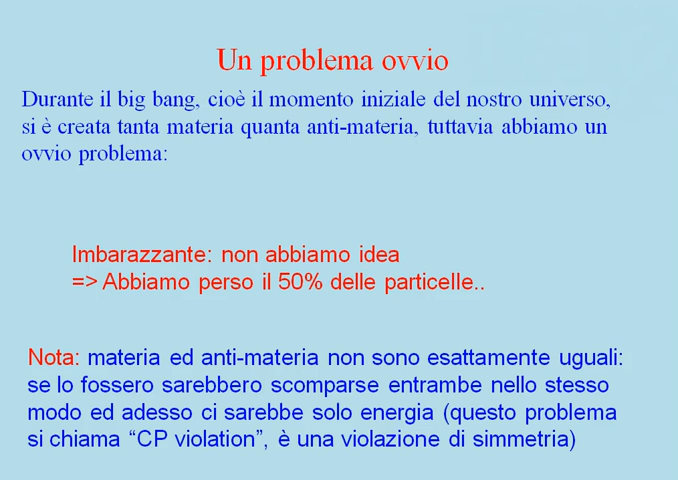 Un problema ovvio
Durante il big bang, cioè il momento iniziale del nostro universo,
si è creata tanta materia quanta anti-materia, tuttavia abbiamo un
ovvio problema:
Imbarazzante: non abbiamo idea
=> Abbiamo perso il 50% delle particelle..
Nota: materia ed anti-materia non sono esattamente uguali:
se lo fossero sarebbero scomparse entrambe nello stesso
modo ed adesso ci sarebbe solo energia (questo problema
si chiama “CP violation”, è una violazione di simmetria)